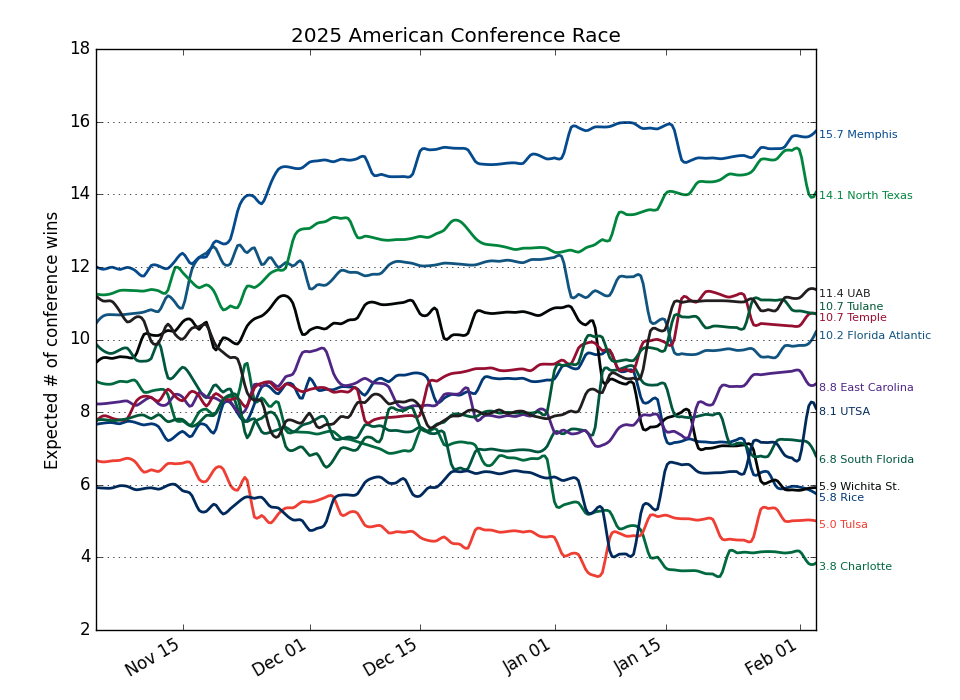 2025 American Conference Race
Expected # of conference wins
18
16
14
12
10
8
6
4
2
Nov 15
Dec 01
Dec 15
Jan 01
Jan 15
Feb 01
15.7 Memphis
14.1 North Texas
11.4 UAB
10.7 Tulane
10.7 Temple
10.2 Florida Atlantic
8.8 East Carolina
8.1 UTSA
6.8 South Florida
5.9 Wichita St.
5.8 Rice
5.0 Tulsa
3.8 Charlotte